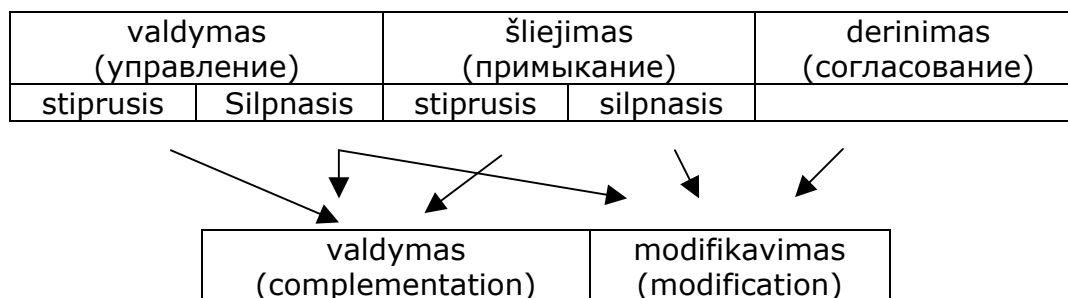 valdymas
(управление)
šliejimas
(примыкание)
derinimas
(согласование)
stiprusis
Silpnasis
stiprusis
silpnasis
valdymas
(complementation)
modifikavimas
(modification)